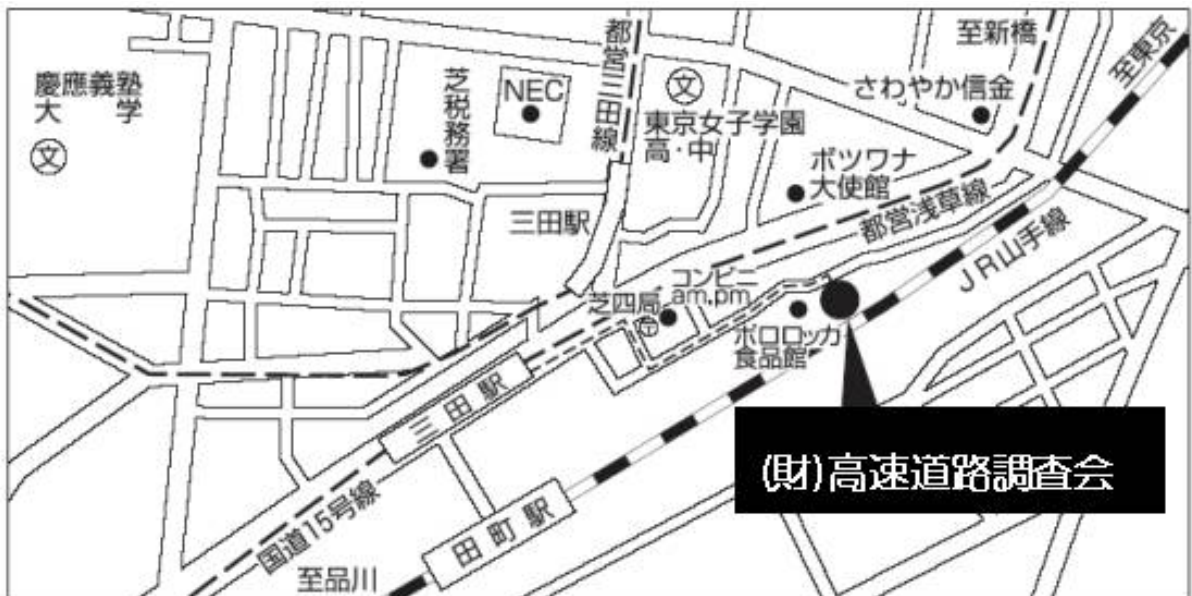 都営三田線
至新橋
至東京
慶應義塾
大　　学
文
芝税務署
NEC
文
東京女子学園
高・中
さわやか信金
ボツワナ
大使館
三田駅
都営浅草線
JR山手線
コンビニ
am.pm
芝四局
〒
ポロロッカ
食品館
三田駅
(財)高速道路調査会
国道15号線
田町駅
至品川